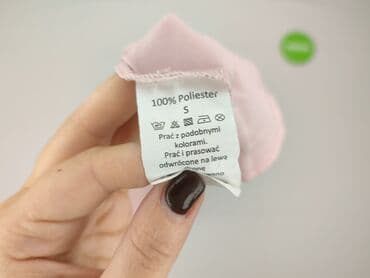 100% Poliester
S
Prać z podobnymi
kolorami.
Prać i prasować
odwrócone na lewą